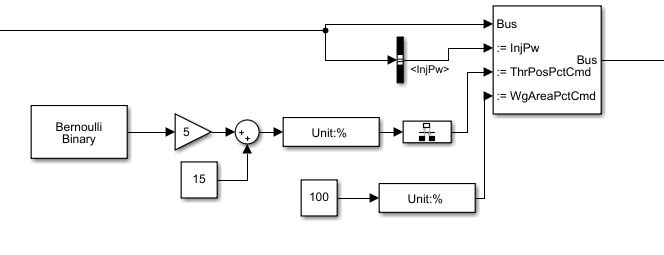 Bus
:= InjPw
<InjPw>
Bus
:= ThrPosPctCmd
:= WgAreaPctCmd
Bernoulli
Binary
5
+
+
Unit:%
15
100
Unit:%